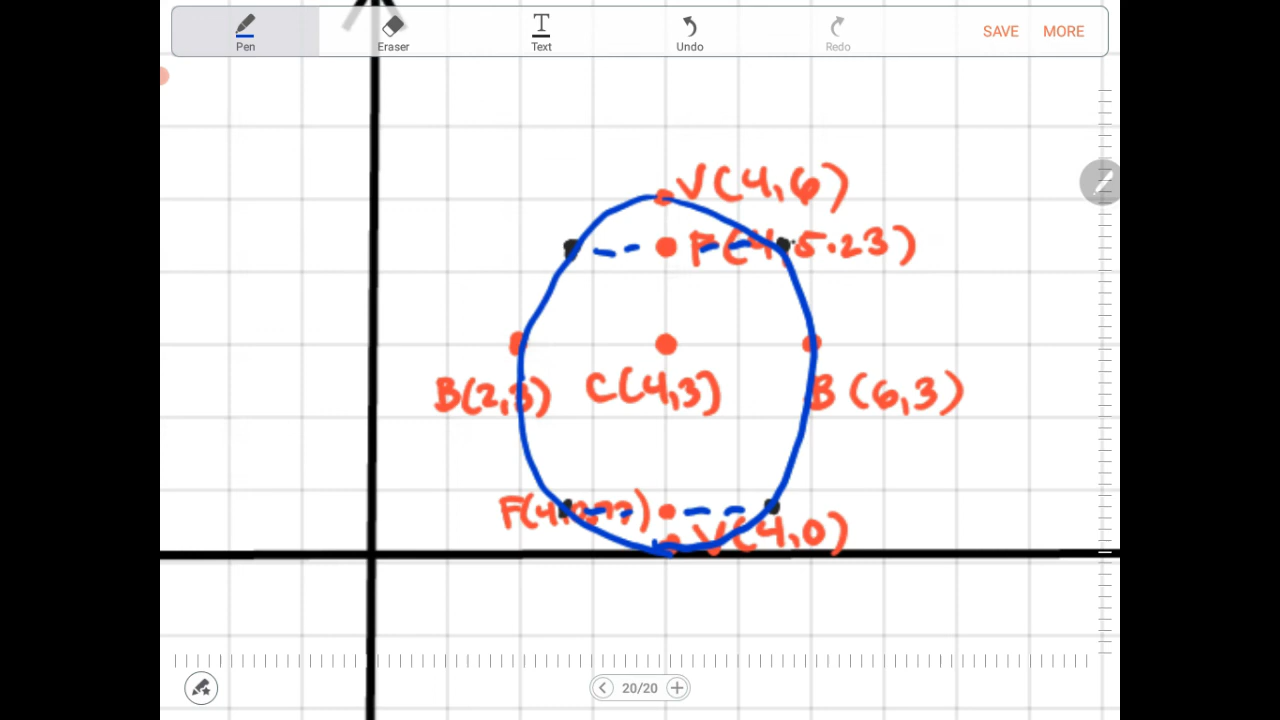 Pen Eraser Text Undo Redo SAVE MORE
V(4,6)
F(4,5.23)
B(2,3) C(4,3) B(6,3)
V(4,0)
20/20